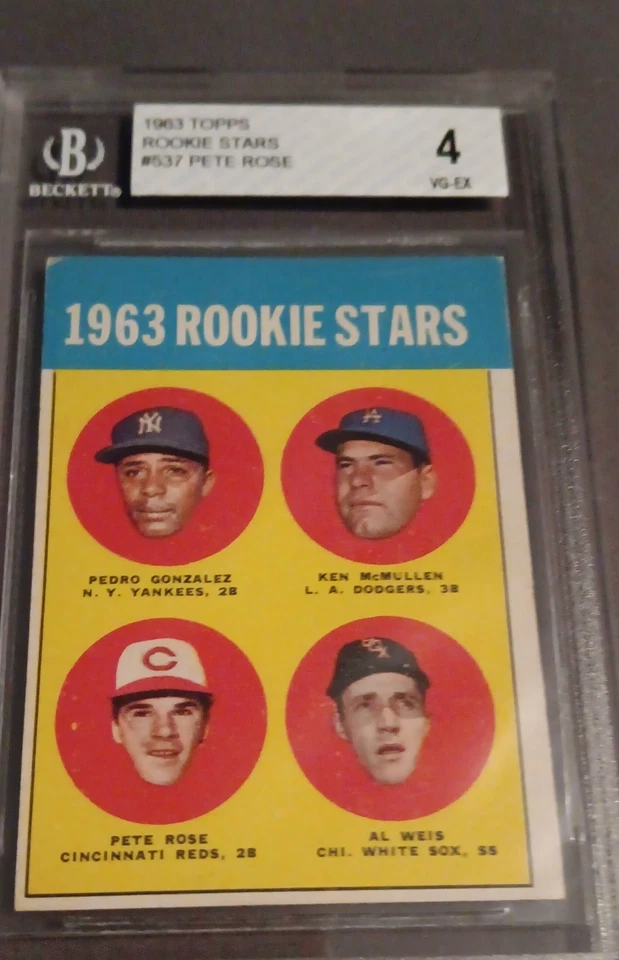 1963 TOPPS
ROOKIE STARS
#537 PETE ROSE
4
VG-EX
B
BECKETT®
1963 ROOKIE STARS
NY
LA
PEDRO GONZALEZ
N. Y. YANKEES, 2B
KEN McMULLEN
L. A. DODGERS, 3B
C
SOX
PETE ROSE
CINCINNATI REDS, 2B
AL WEIS
CHI. WHITE SOX, SS